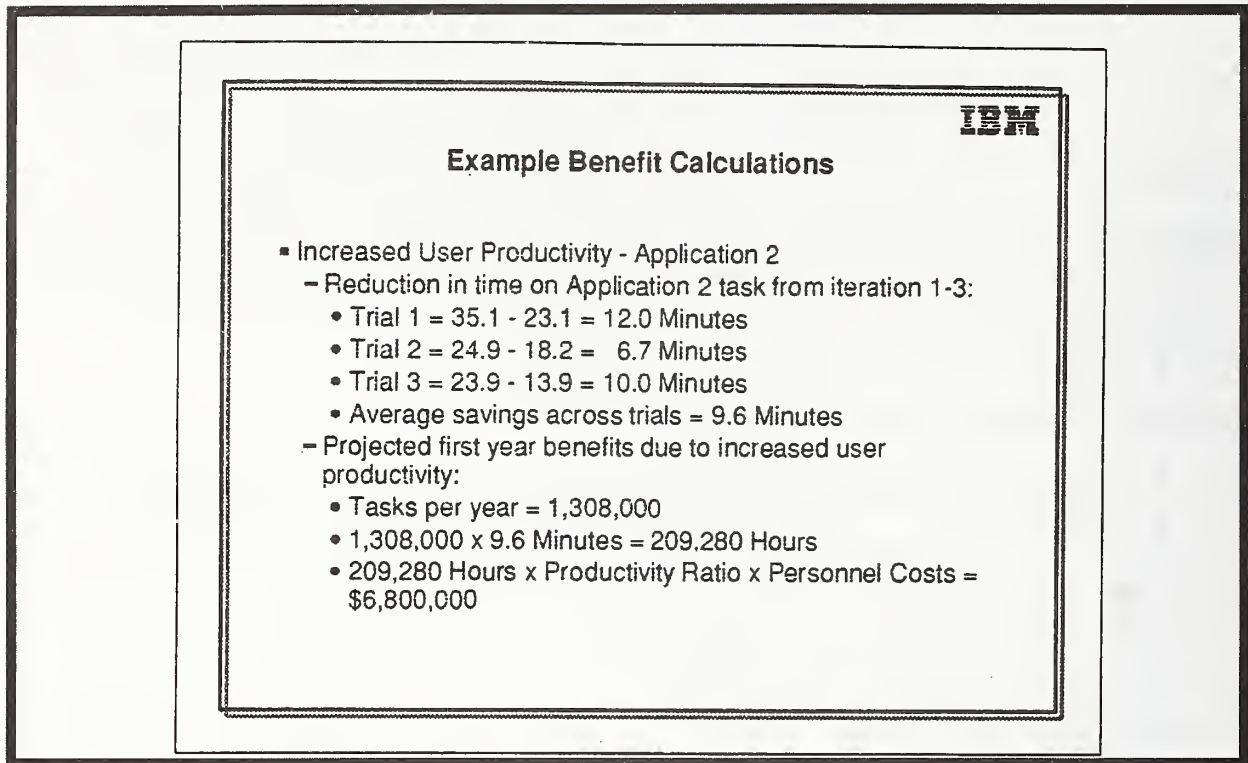 IBM
Example Benefit Calculations
▪ Increased User Productivity - Application 2
– Reduction in time on Application 2 task from iteration 1-3:
• Trial 1 = 35.1 - 23.1 = 12.0 Minutes
• Trial 2 = 24.9 - 18.2 = 6.7 Minutes
• Trial 3 = 23.9 - 13.9 = 10.0 Minutes
• Average savings across trials = 9.6 Minutes
– Projected first year benefits due to increased user
productivity:
• Tasks per year = 1,308,000
• 1,308,000 x 9.6 Minutes = 209,280 Hours
• 209,280 Hours x Productivity Ratio x Personnel Costs =
$6,800,000